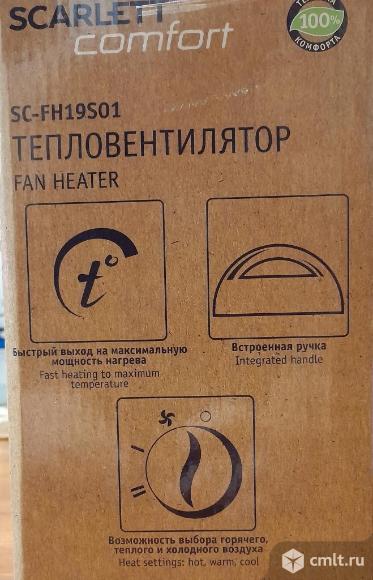 SCARLETT
comfort
100%
КОМФОРТА
SC-FH19S01
ТЕПЛОВЕНТИЛЯТОР
FAN HEATER
t°
Быстрый выход на максимальную
мощность нагрева
Fast heating to maximum
temperature
Встроенная ручка
Integrated handle
I
II
Возможность выбора горячего,
теплого и холодного воздуха
Heat settings: hot, warm, cool
cmlt.ru